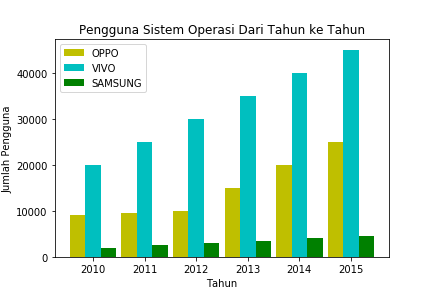 Pengguna Sistem Operasi Dari Tahun ke Tahun
OPPO
VIVO
SAMSUNG
Jumlah Pengguna
40000
30000
20000
10000
0
2010 2011 2012 2013 2014 2015
Tahun